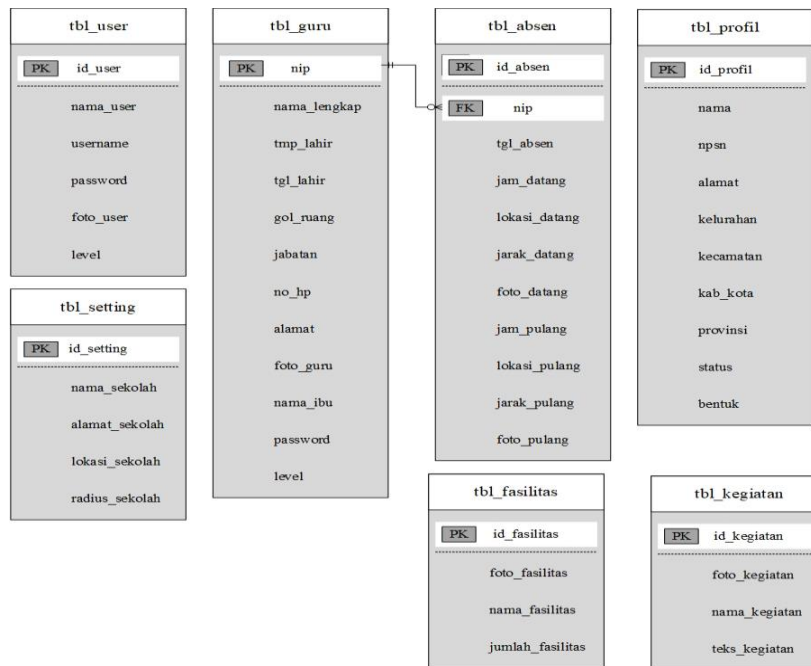 tbl_user
PK id_user
nama_user
username
password
foto_user
level
tbl_setting
PK id_setting
nama_sekolah
alamat_sekolah
lokasi_sekolah
radius_sekolah
tbl_guru
PK nip
nama_lengkap
tmp_lahir
tgl_lahir
gol_ruang
jabatan
no_hp
alamat
foto_guru
nama_ibu
password
level
tbl_absen
PK id_absen
FK nip
tgl_absen
jam_datang
lokasi_datang
jarak_datang
foto_datang
jam_pulang
lokasi_pulang
jarak_pulang
foto_pulang
tbl_fasilitas
PK id_fasilitas
foto_fasilitas
nama_fasilitas
jumlah_fasilitas
tbl_profil
PK id_profil
nama
npsn
alamat
kelurahan
kecamatan
kab_kota
provinsi
status
bentuk
tbl_kegiatan
PK id_kegiatan
foto_kegiatan
nama_kegiatan
teks_kegiatan